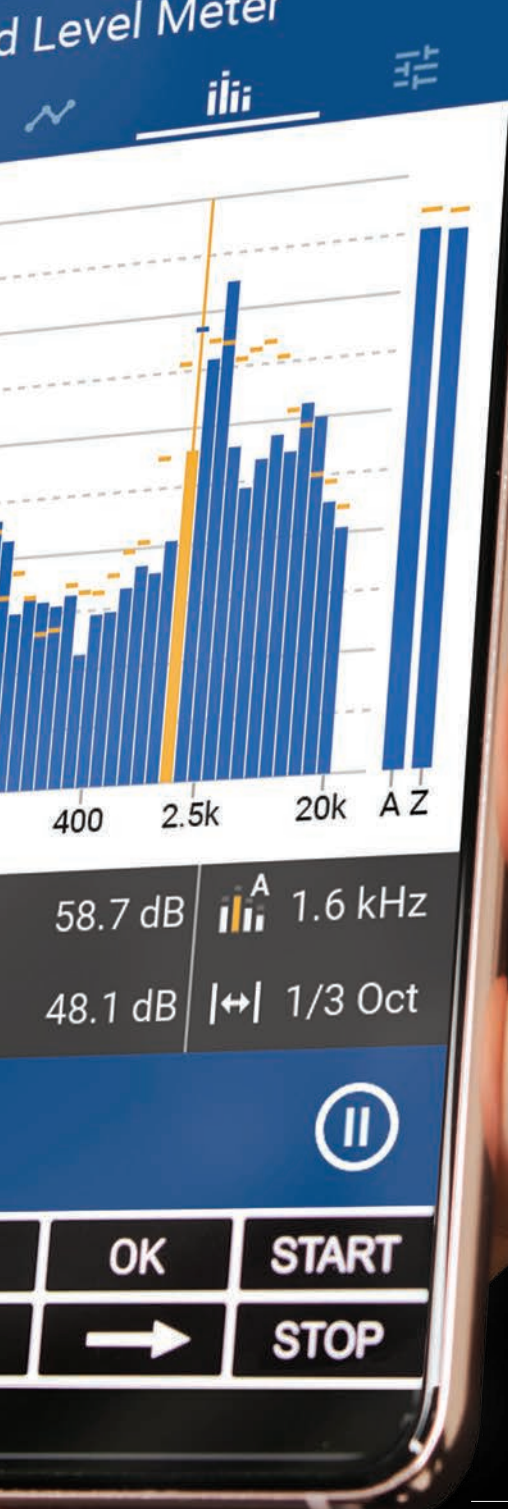 d Level Meter
400 2.5k 20k A Z
58.7 dB A 1.6 kHz
48.1 dB 1/3 Oct
OK START
STOP